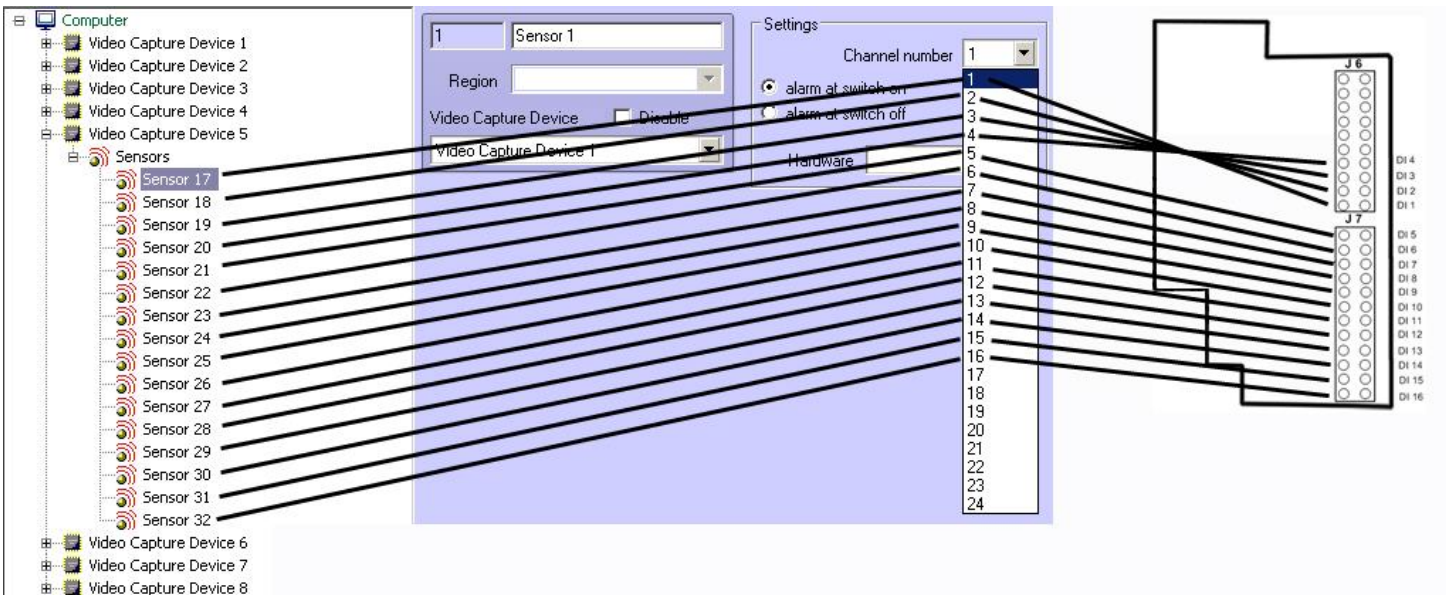 Computer
Video Capture Device 1
Video Capture Device 2
Video Capture Device 3
Video Capture Device 4
Video Capture Device 5
Sensors
Sensor 17
Sensor 18
Sensor 19
Sensor 20
Sensor 21
Sensor 22
Sensor 23
Sensor 24
Sensor 25
Sensor 26
Sensor 27
Sensor 28
Sensor 29
Sensor 30
Sensor 31
Sensor 32
Video Capture Device 6
Video Capture Device 7
Video Capture Device 8
1 Sensor 1
Region
Video Capture Device Disable
Video Capture Device 1
Settings
Channel number 1
alarm at switch on
alarm at switch off
Hardware
1
2
3
4
5
6
7
8
9
10
11
12
13
14
15
16
17
18
19
20
21
22
23
24
J 6
DI 4
DI 3
DI 2
DI 1
J 7
DI 5
DI 6
DI 7
DI 8
DI 9
DI 10
DI 11
DI 12
DI 13
DI 14
DI 15
DI 16